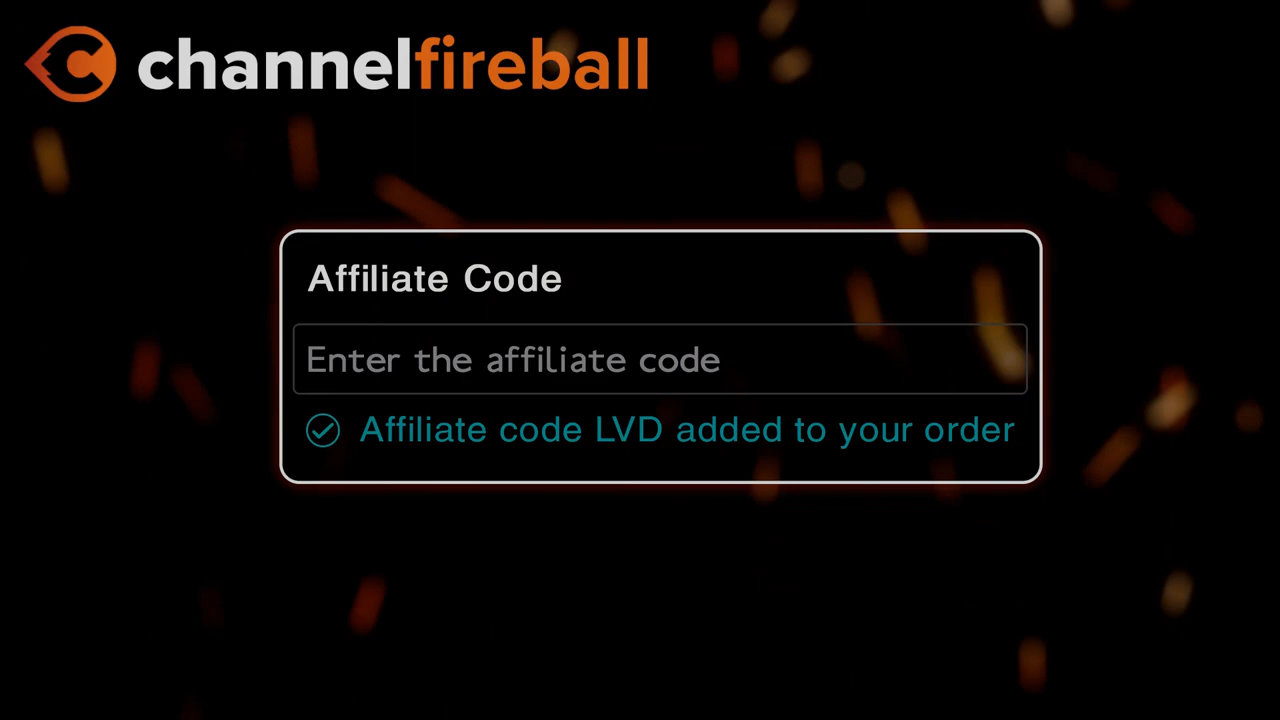 channelfireball
Affiliate Code
Enter the affiliate code
Affiliate code LVD added to your order